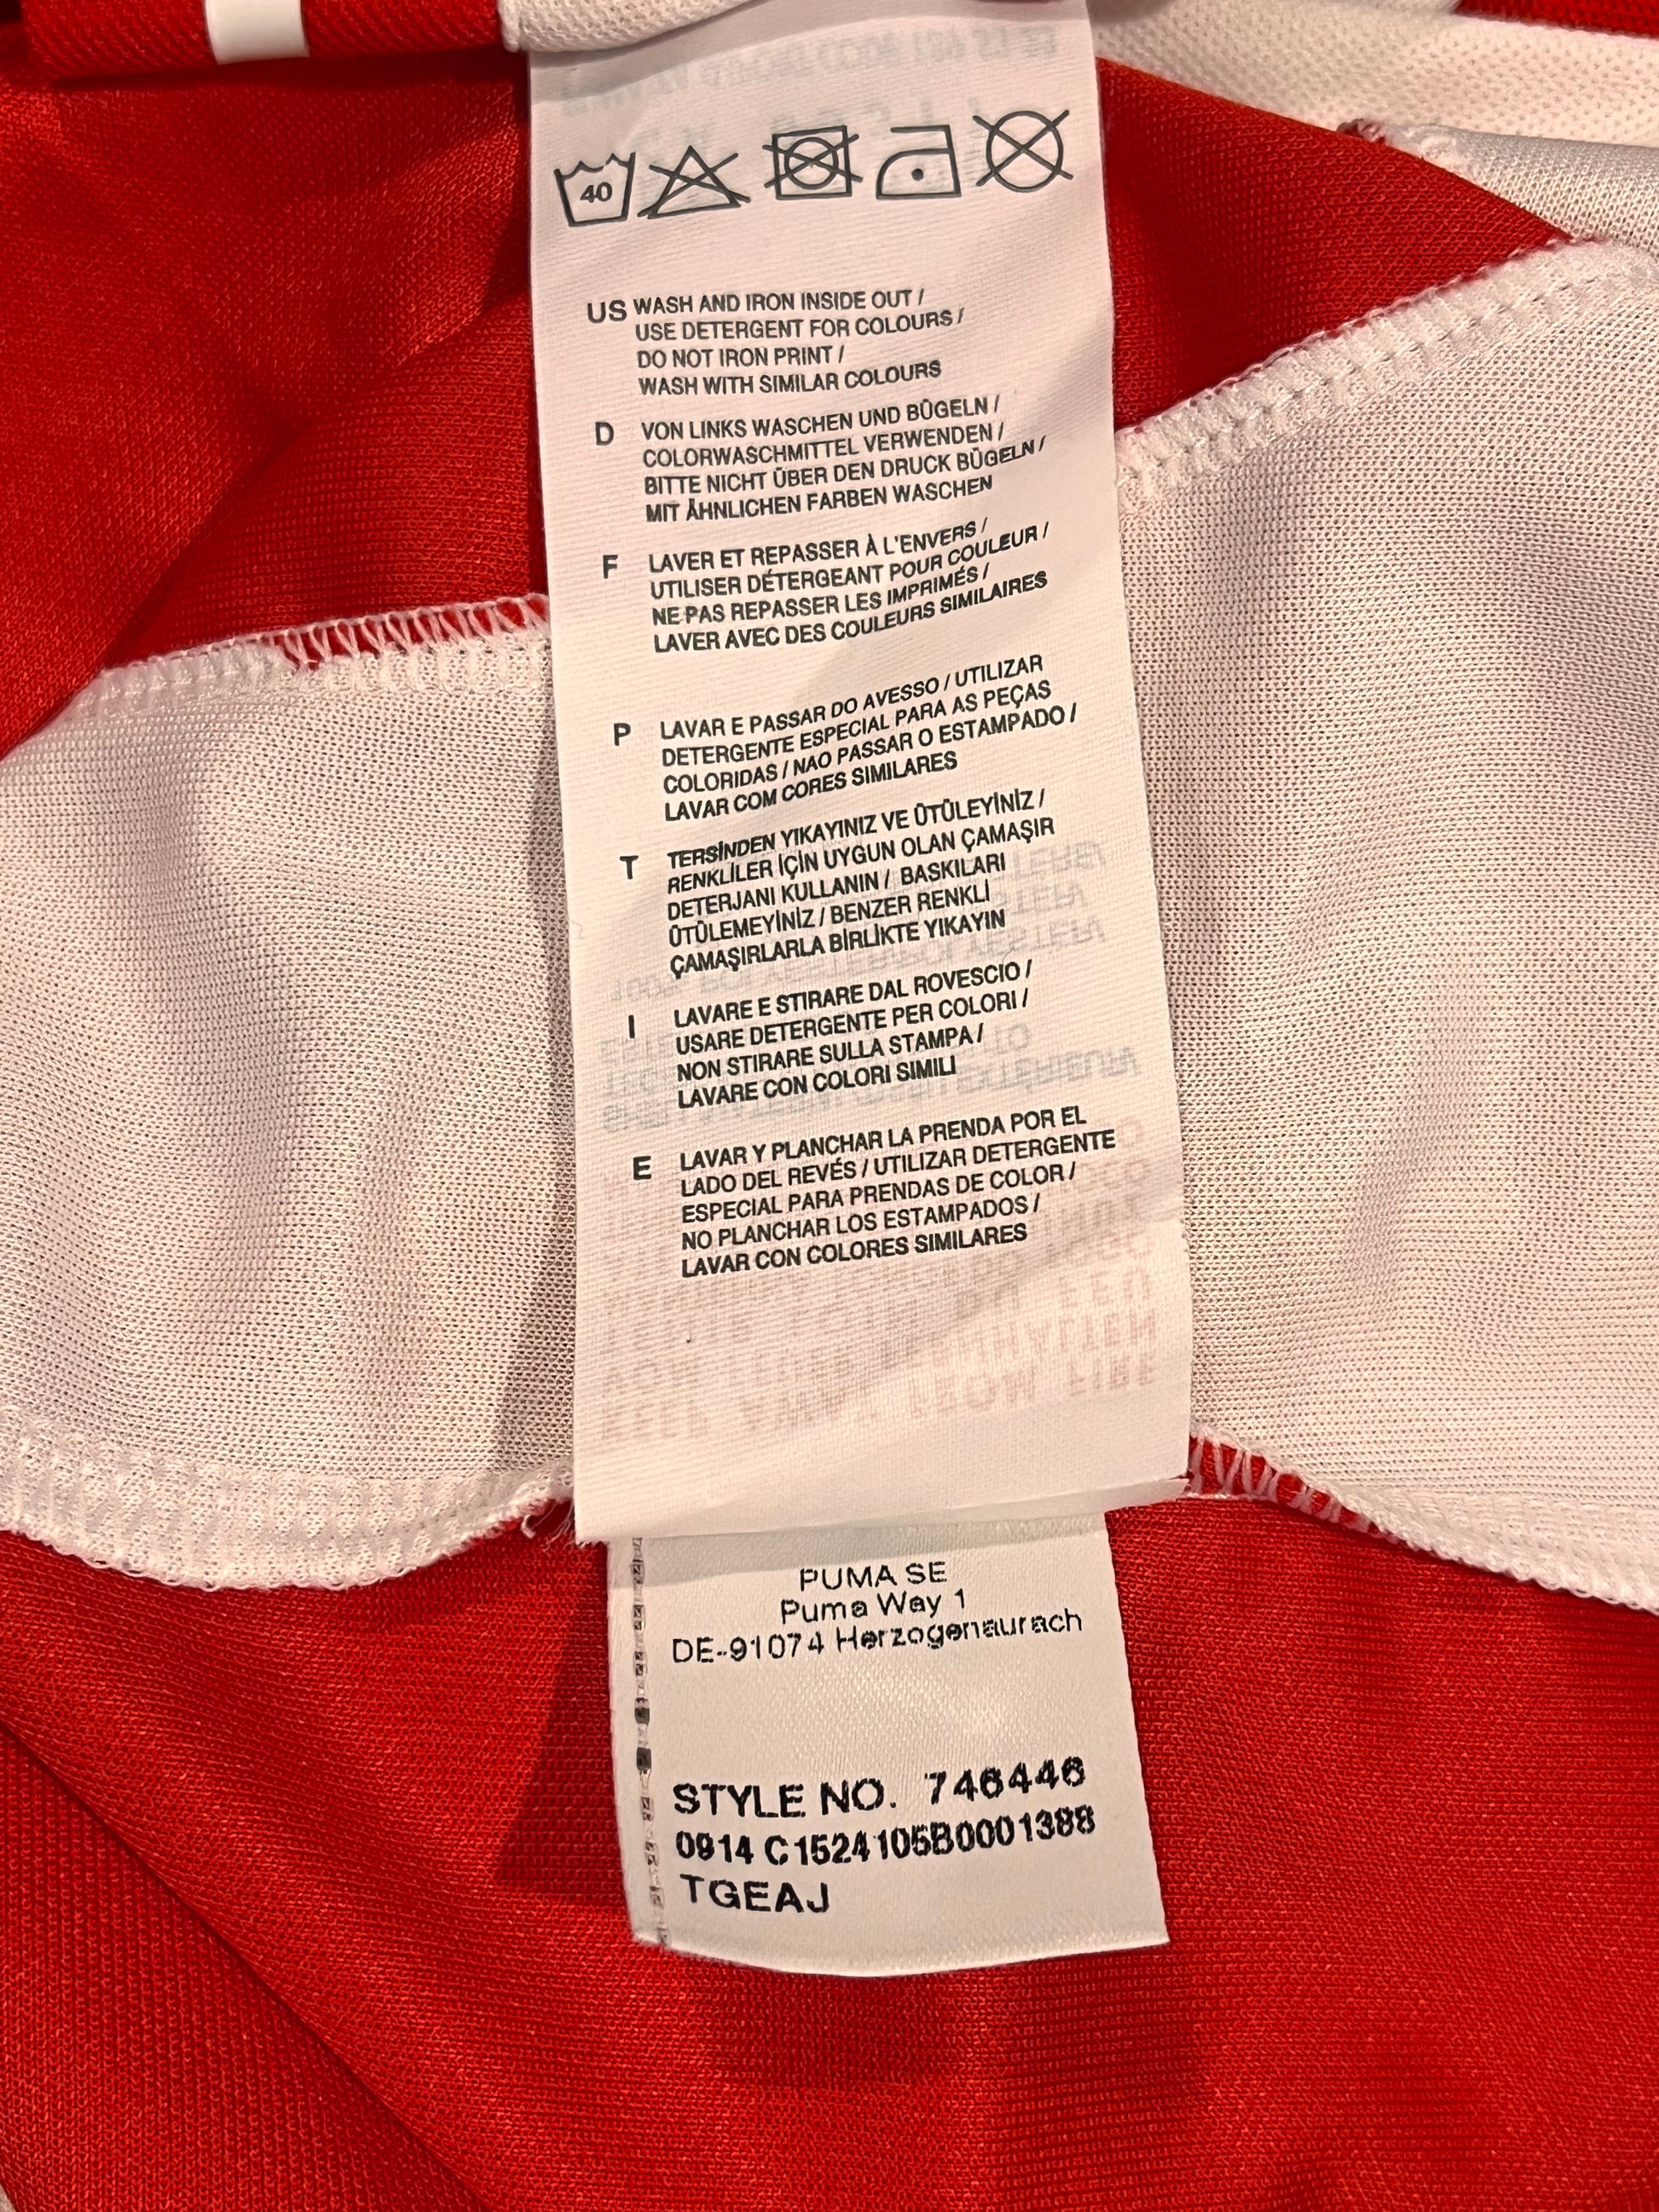 40
US WASH AND IRON INSIDE OUT /
USE DETERGENT FOR COLOURS /
DO NOT IRON PRINT /
WASH WITH SIMILAR COLOURS
D VON LINKS WASCHEN UND BÜGELN /
COLORWASCHMITTEL VERWENDEN /
BITTE NICHT ÜBER DEN DRUCK BÜGELN /
MIT ÄHNLICHEN FARBEN WASCHEN
F LAVER ET REPASSER À L'ENVERS /
UTILISER DÉTERGEANT POUR COULEUR /
NE PAS REPASSER LES IMPRIMÉS /
LAVER AVEC DES COULEURS SIMILAIRES
P LAVAR E PASSAR DO AVESSO / UTILIZAR
DETERGENTE ESPECIAL PARA AS PEÇAS
COLORIDAS / NAO PASSAR O ESTAMPADO /
LAVAR COM CORES SIMILARES
T TERSİNDEN YIKAYINIZ VE ÜTÜLEYİNİZ /
RENKLİLER İÇİN UYGUN OLAN ÇAMAŞIR
DETERJANI KULLANIN / BASKILARI
ÜTÜLEMEYİNİZ / BENZER RENKLİ
ÇAMAŞIRLARLA BİRLİKTE YIKAYIN
I LAVARE E STIRARE DAL ROVESCIO /
USARE DETERGENTE PER COLORI /
NON STIRARE SULLA STAMPA /
LAVARE CON COLORI SIMILI
E LAVAR Y PLANCHAR LA PRENDA POR EL
LADO DEL REVÉS / UTILIZAR DETERGENTE
ESPECIAL PARA PRENDAS DE COLOR /
NO PLANCHAR LOS ESTAMPADOS /
LAVAR CON COLORES SIMILARES
KEEP AWAY FROM FIRE
PUMA SE
Puma Way 1
DE-91074 Herzogenaurach
STYLE NO. 746446
0914 C1524105B0001388
TGEAJ